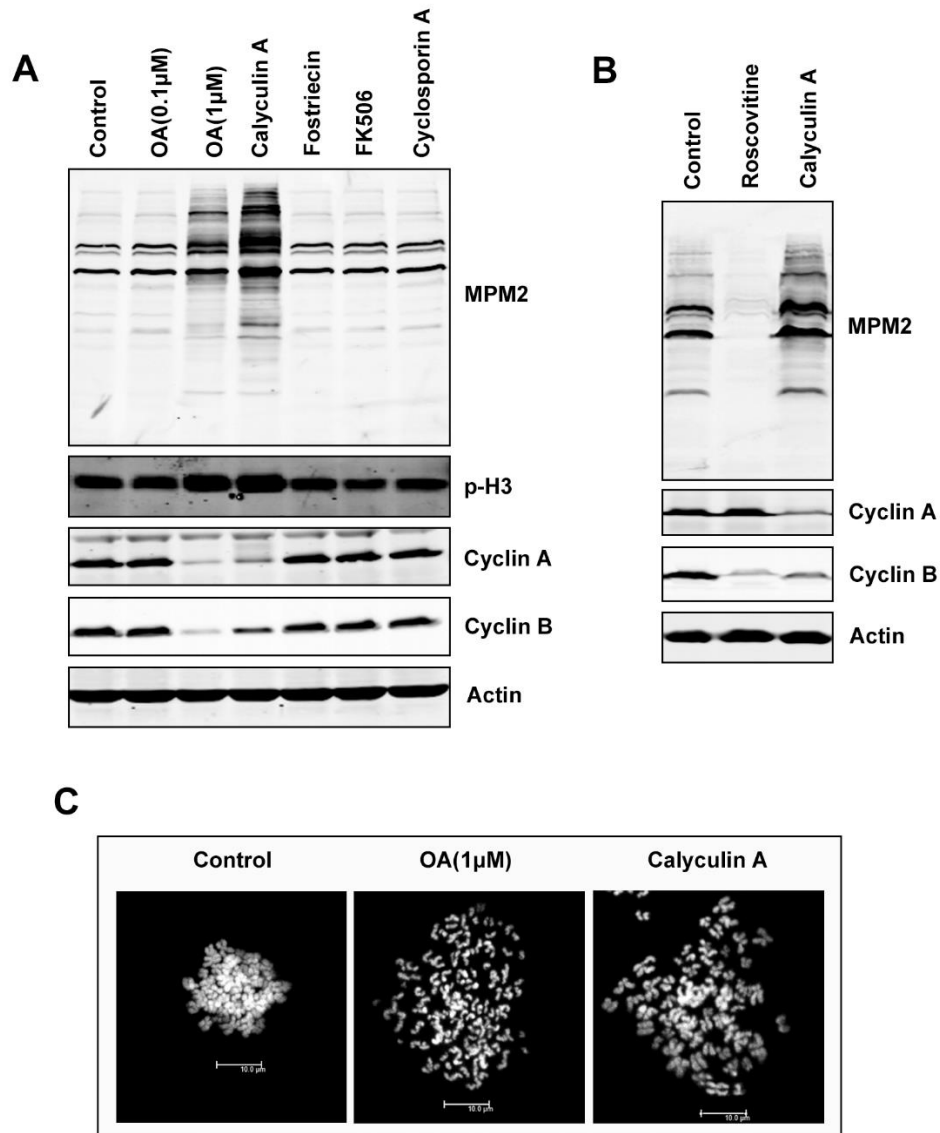 A
Control
OA(0.1µM)
OA(1µM)
Calyculin A
Fostriecin
FK506
Cyclosporin A
MPM2
p-H3
Cyclin A
Cyclin B
Actin
B
Control
Roscovitine
Calyculin A
MPM2
Cyclin A
Cyclin B
Actin
C
Control
OA(1µM)
Calyculin A
10.0 µm
10.0 µm
10.0 µm